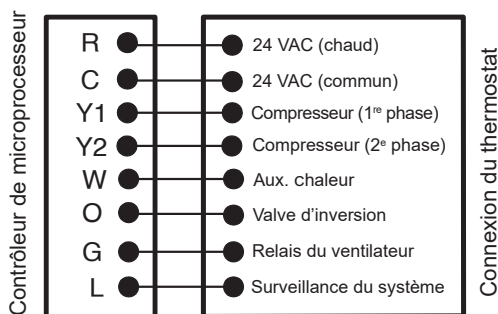 Contrôleur de microprocesseur
R 24 VAC (chaud)
C 24 VAC (commun)
Y1 Compresseur (1re phase)
Y2 Compresseur (2e phase)
W Aux. chaleur
O Valve d'inversion
G Relais du ventilateur
L Surveillance du système
Connexion du thermostat